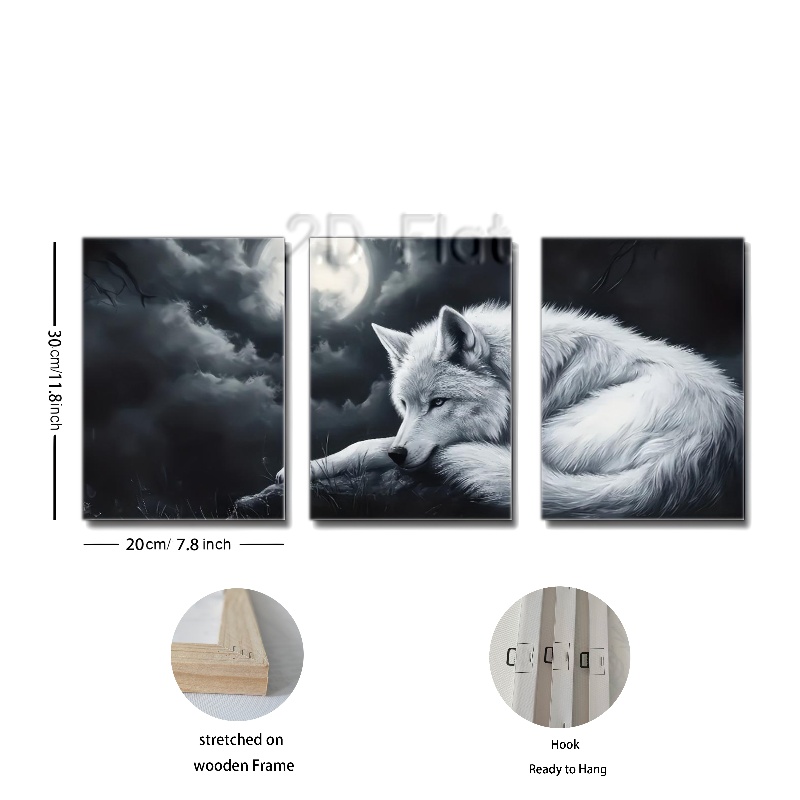 2D Flat
30cm/11.8inch
20cm/ 7.8 inch
stretched on
wooden Frame
Hook
Ready to Hang